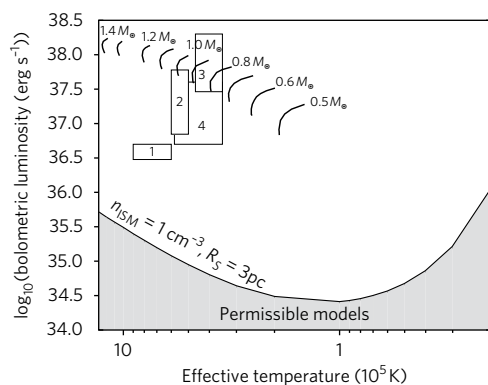 log₁₀(bolometric luminosity (erg s⁻¹))
38.5
38.0
37.5
37.0
36.5
36.0
35.5
35.0
34.5
34.0
1.4 M⊙
1.2 M⊙
1.0 M⊙
0.8 M⊙
0.6 M⊙
0.5 M⊙
3
2
4
1
n_ISM = 1 cm⁻³, R_S = 3pc
Permissible models
10
1
Effective temperature (10⁵ K)